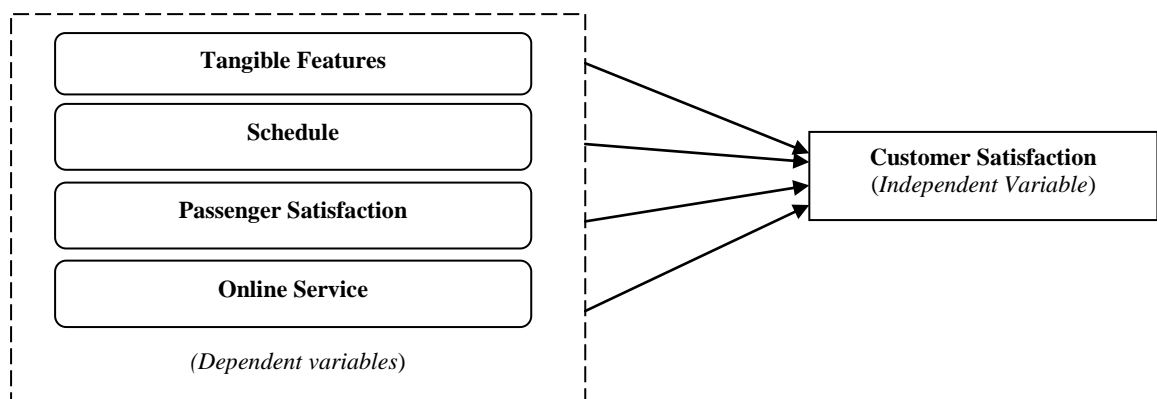 Tangible Features
Schedule
Passenger Satisfaction
Online Service
(Dependent variables)
Customer Satisfaction
(Independent Variable)